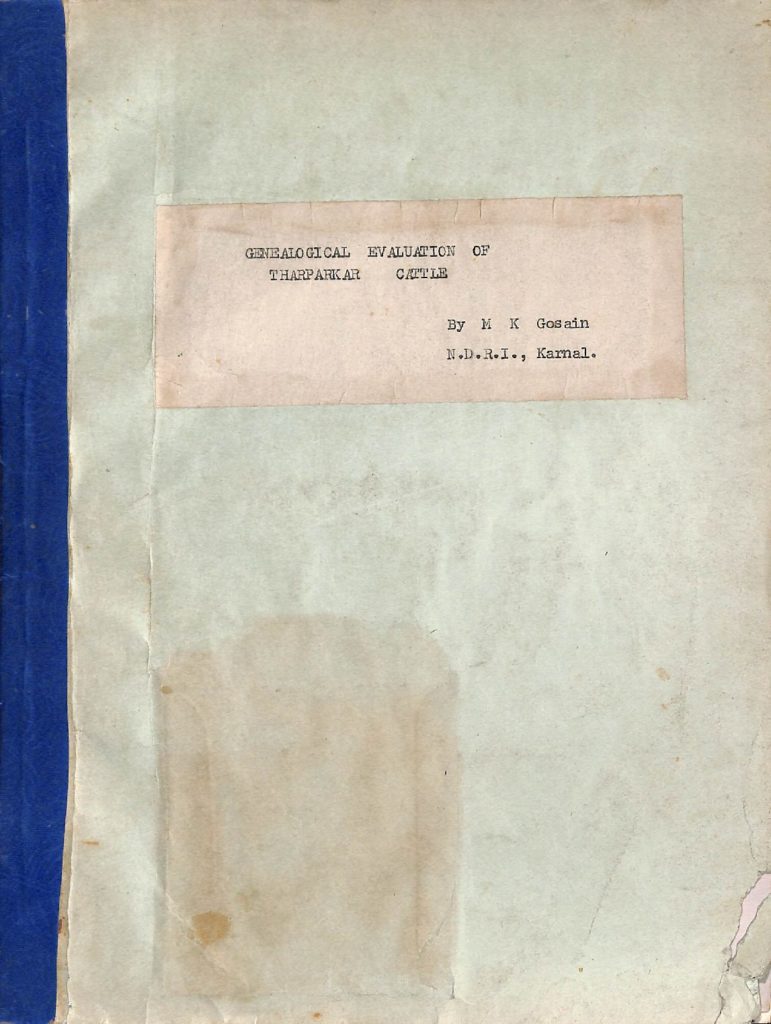 GENEALOGICAL EVALUATION OF
THARPARKAR CATTLE
By M K Gosain
N.D.R.I., Karnal.